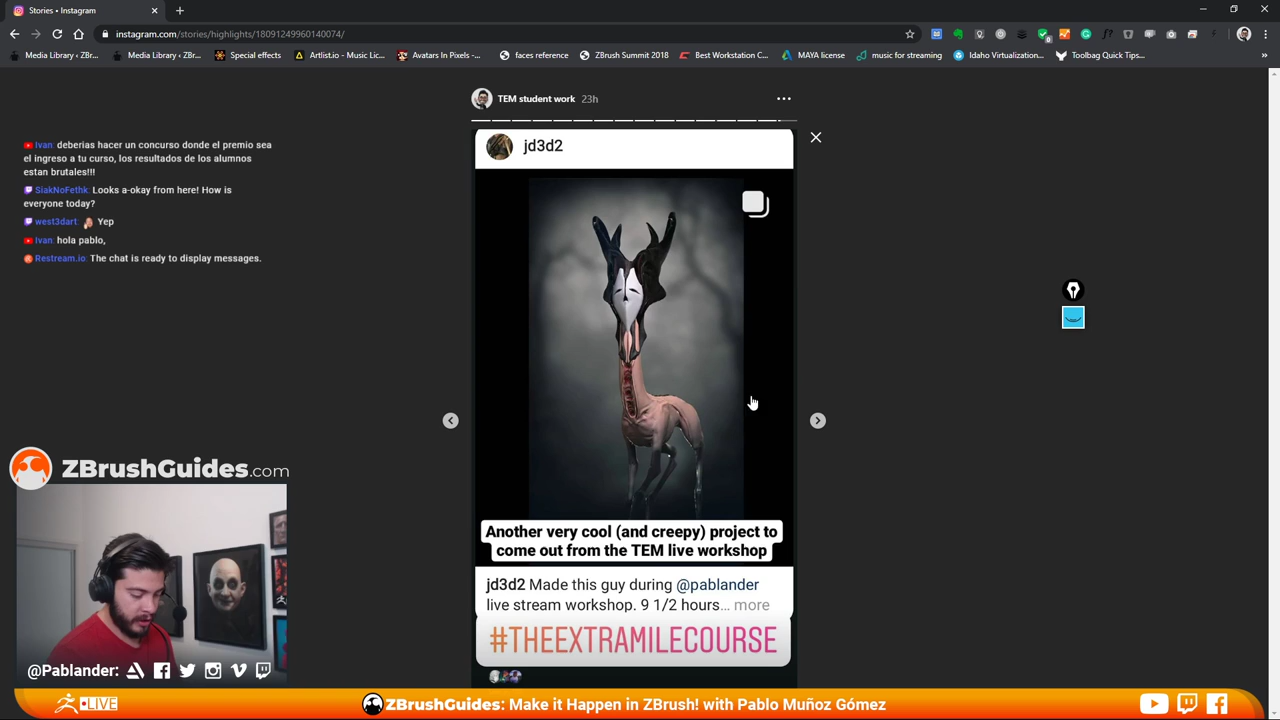 Stories • Instagram
instagram.com/stories/highlights/18091249960140074/
Media Library ‹ ZBr... Media Library ‹ ZBr... Special effects Artlist.io - Music Lic... Avatars In Pixels -... faces reference ZBrush Summit 2018 Best Workstation C... MAYA license music for streaming Idaho Virtualization... Toolbag Quick Tips...
TEM student work 23h
jd3d2
Ivan: deberias hacer un concurso donde el premio sea
el ingreso a tu curso, los resultados de los alumnos
estan brutales!!!
SiakNoFethk: Looks a-okay from here! How is
everyone today?
west3dart: Yep
Ivan: hola pablo,
Restream.io: The chat is ready to display messages.
Another very cool (and creepy) project to
come out from the TEM live workshop
jd3d2 Made this guy during @pablander
live stream workshop. 9 1/2 hours... more
#THEEXTRAMILECOURSE
ZBRUSHGUIDES.com
@Pablander:
LIVE
ZBrushGuides: Make it Happen in ZBrush! with Pablo Muñoz Gómez